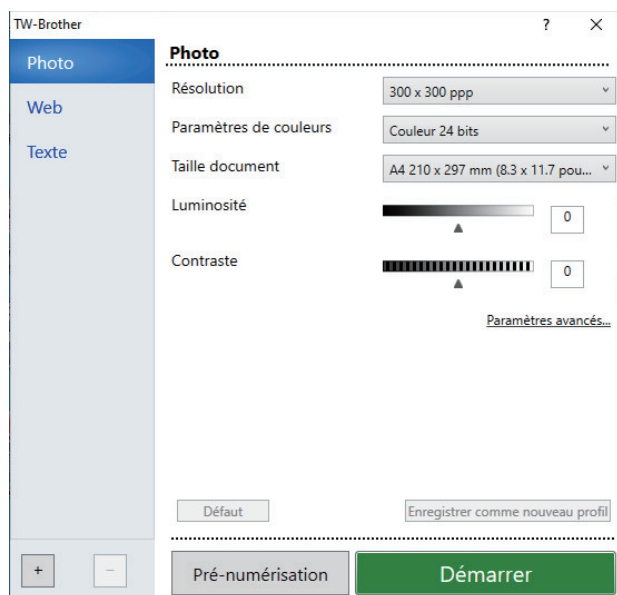 TW-Brother
?
Photo
Web
Texte
Photo
Résolution
300 x 300 ppp
Paramètres de couleurs
Couleur 24 bits
Taille document
A4 210 x 297 mm (8.3 x 11.7 pou...
Luminosité
0
Contraste
0
Paramètres avancés...
Défaut
Enregistrer comme nouveau profil
+
−
Pré-numérisation
Démarrer